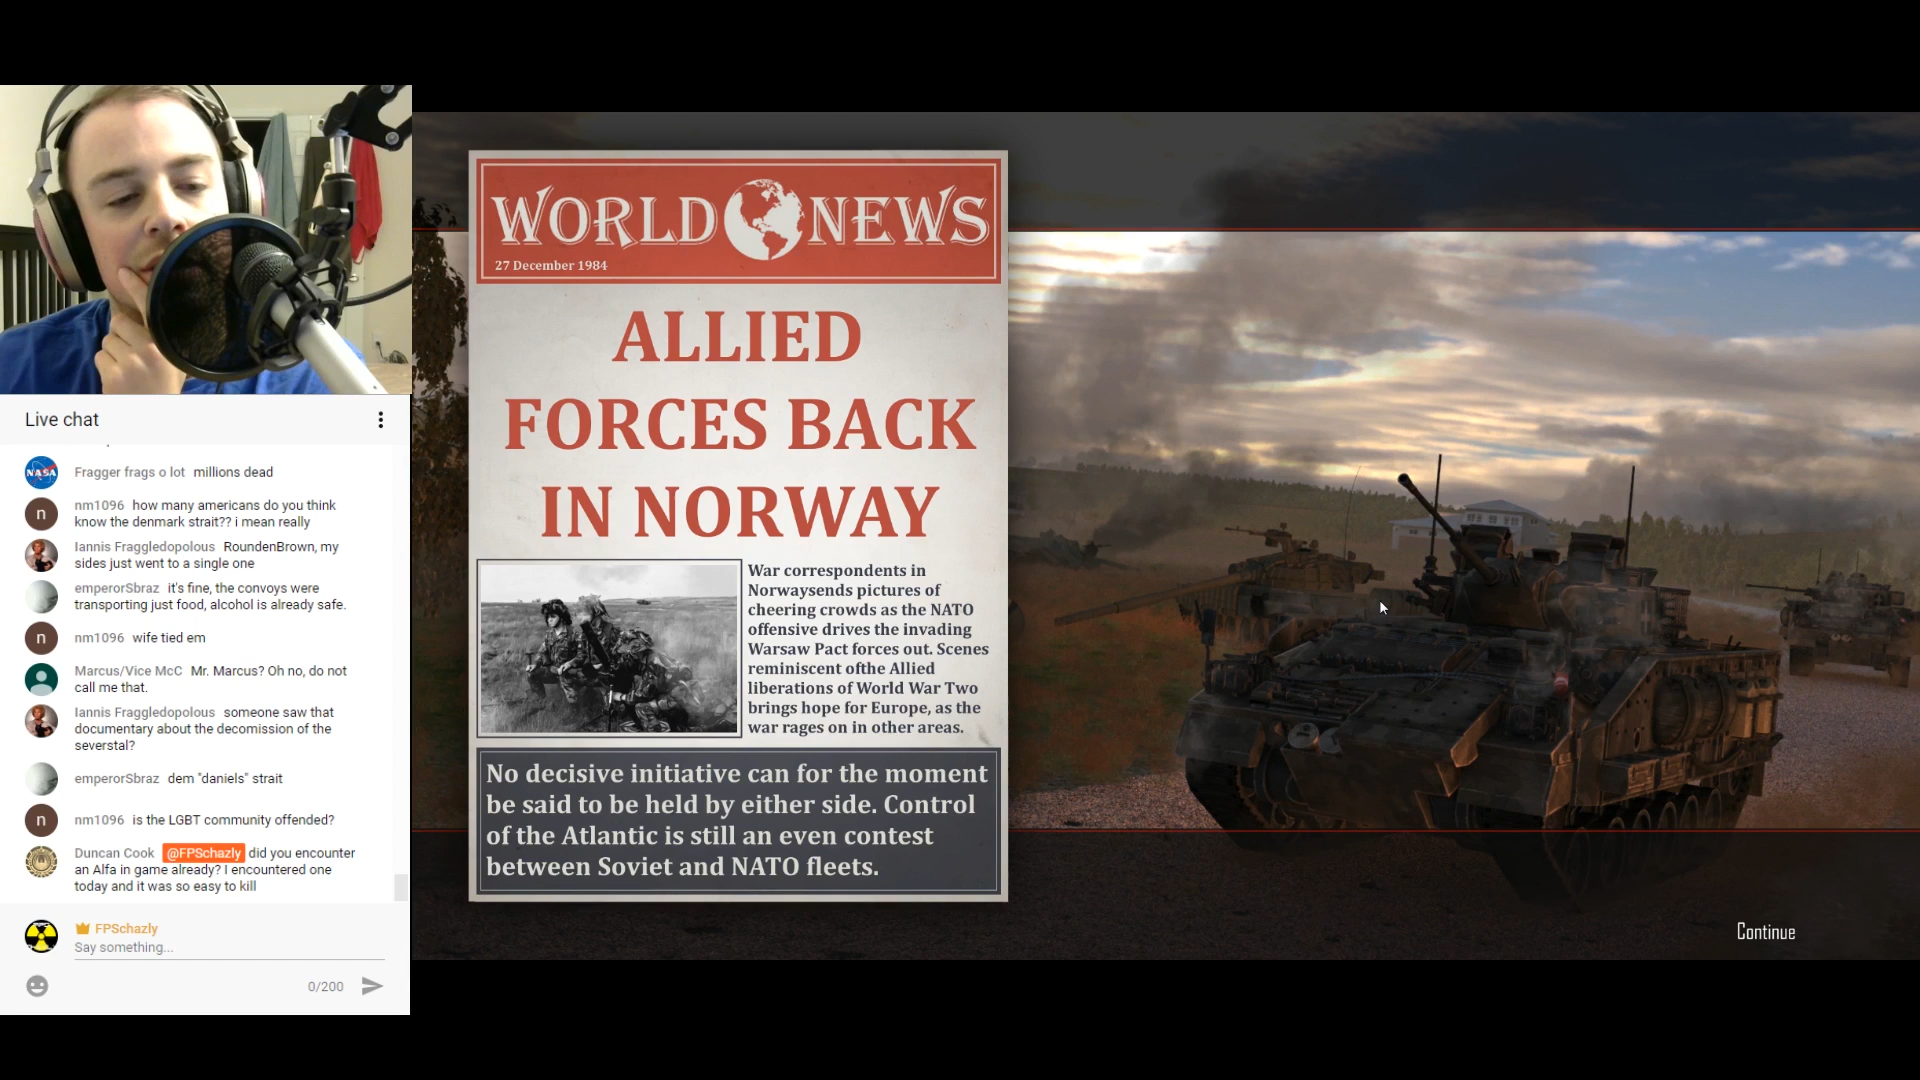 Live chat
Fragger frags o lot millions dead
nm1096 how many americans do you think
know the denmark strait?? i mean really
Iannis Fraggledopolous RoundenBrown, my
sides just went to a single one
emperorSbraz it's fine, the convoys were
transporting just food, alcohol is already safe.
nm1096 wife tied em
Marcus/Vice McC Mr. Marcus? Oh no, do not
call me that.
Iannis Fraggledopolous someone saw that
documentary about the decomission of the
severstal?
emperorSbraz dem "daniels" strait
nm1096 is the LGBT community offended?
Duncan Cook @FPSchazly did you encounter
an Alfa in game already? I encountered one
today and it was so easy to kill
FPSchazly
Say something...
0/200
NASA
n
n
n
WORLD NEWS
27 December 1984
ALLIED
FORCES BACK
IN NORWAY
War correspondents in
Norwaysends pictures of
cheering crowds as the NATO
offensive drives the invading
Warsaw Pact forces out. Scenes
reminiscent ofthe Allied
liberations of World War Two
brings hope for Europe, as the
war rages on in other areas.
No decisive initiative can for the moment
be said to be held by either side. Control
of the Atlantic is still an even contest
between Soviet and NATO fleets.
Continue